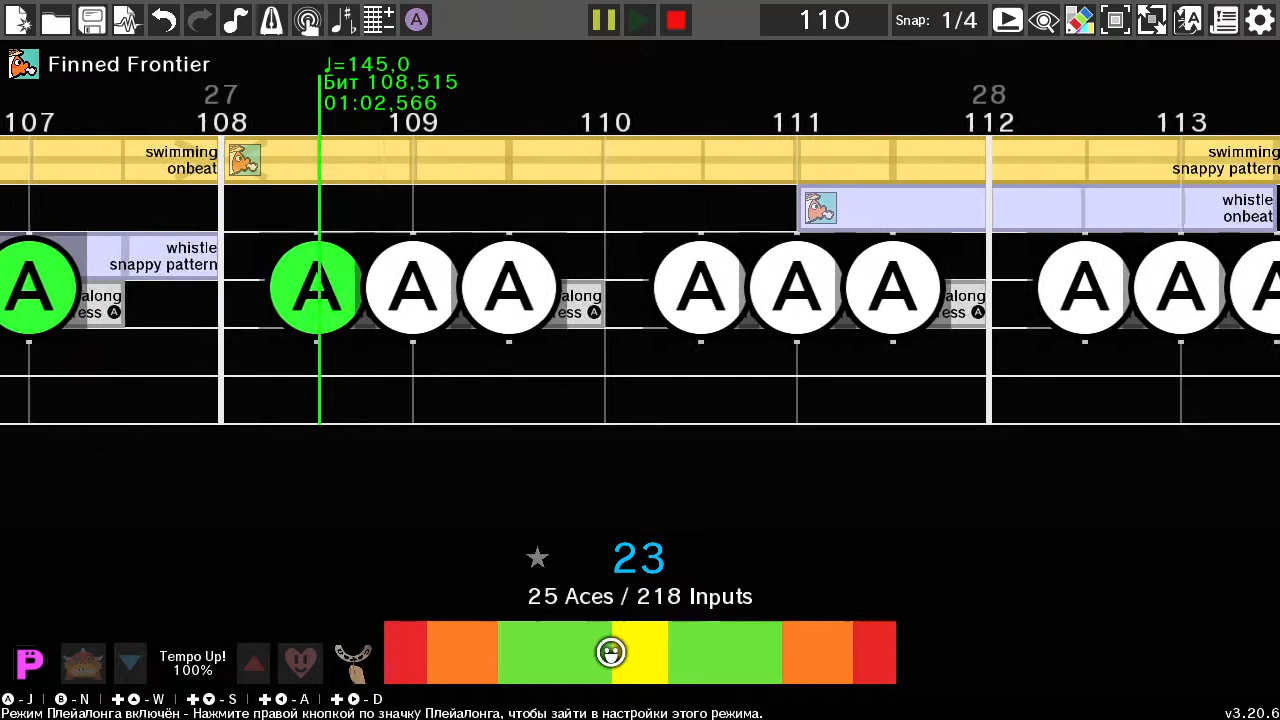 A
110
Snap: 1/4
A
Finned Frontier
♩=145,0
Бит 108,515
01:02,566
27
28
107
108
109
110
111
112
113
swimming
onbeat
swimming
snappy pattern
whistle
onbeat
whistle
snappy pattern
A
A
A
A
A
A
A
A
A
A
along
along
along
A
A
A
23
25 Aces / 218 Inputs
P
Tempo Up!
100%
A - J | B - N | - W | - S | - A | - D
Режим Плейалонга включён - Нажмите правой кнопкой по значку Плейалонга, чтобы зайти в настройки этого режима.
v3.20.6